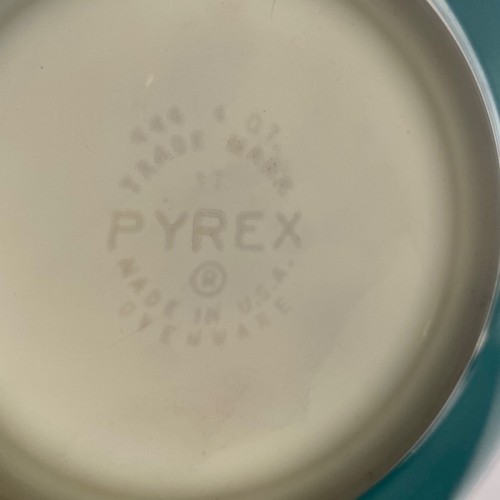 TRADE MARK
PYREX
®
MADE IN U.S.A.
OVENWARE